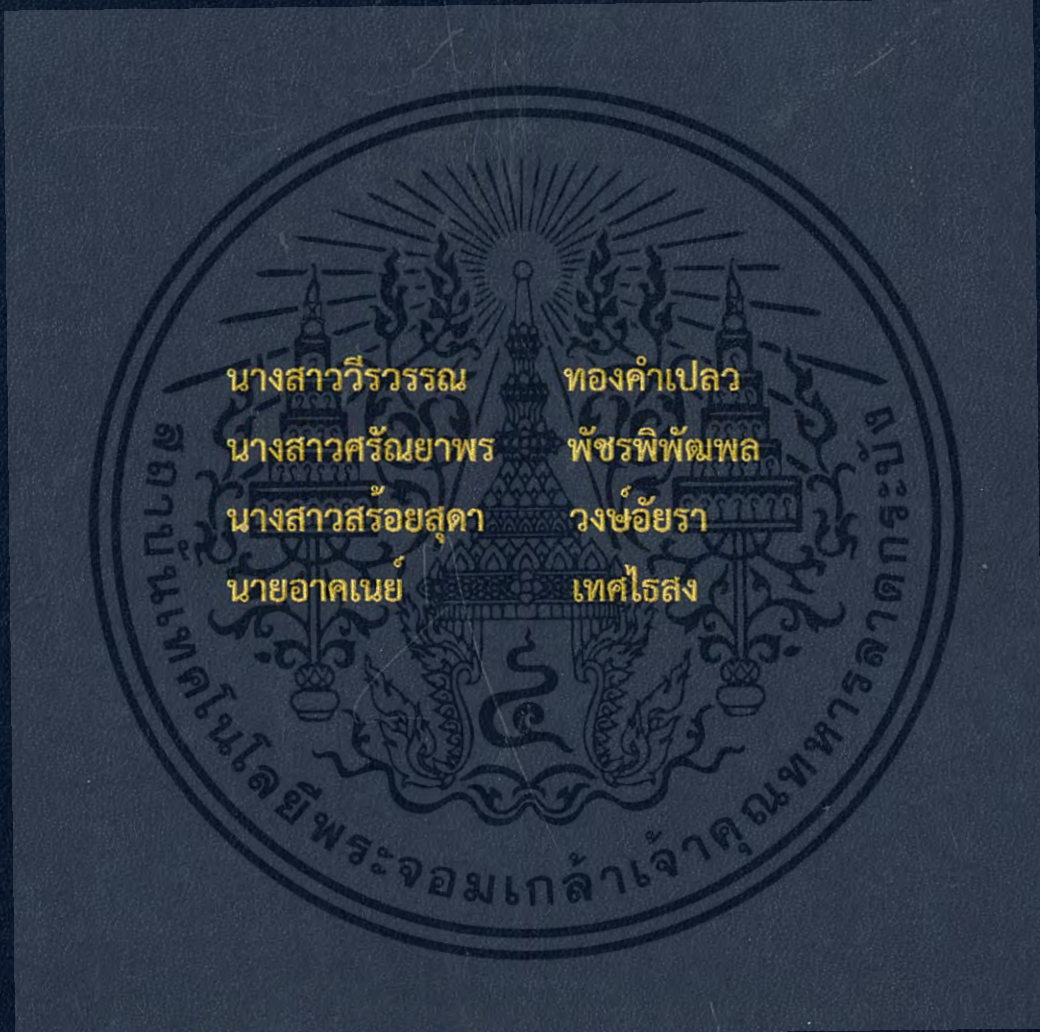 นางสาววีรวรรณ ทองคำเปลว
นางสาวศรัณยาพร พัชรพิพัฒพล
นางสาวสร้อยสุดา วงษ์อัยรา
นายอาคเนย์ เทศไธสง
๔
สถาบันเทคโนโลยีพระจอมเกล้าเจ้าคุณทหารลาดกระบัง